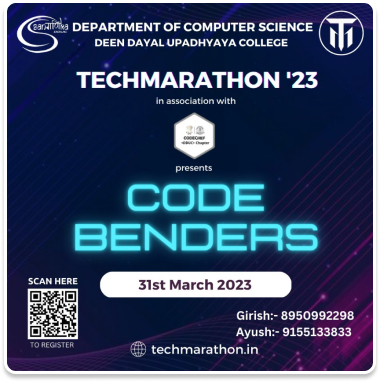 DEPARTMENT OF COMPUTER SCIENCE
DEEN DAYAL UPADHYAYA COLLEGE
TECHMARATHON '23
in association with
presents
CODE
BENDERS
SCAN HERE
31st March 2023
TO REGISTER
Girish:- 8950992298
Ayush:- 9155133833
techmarathon.in